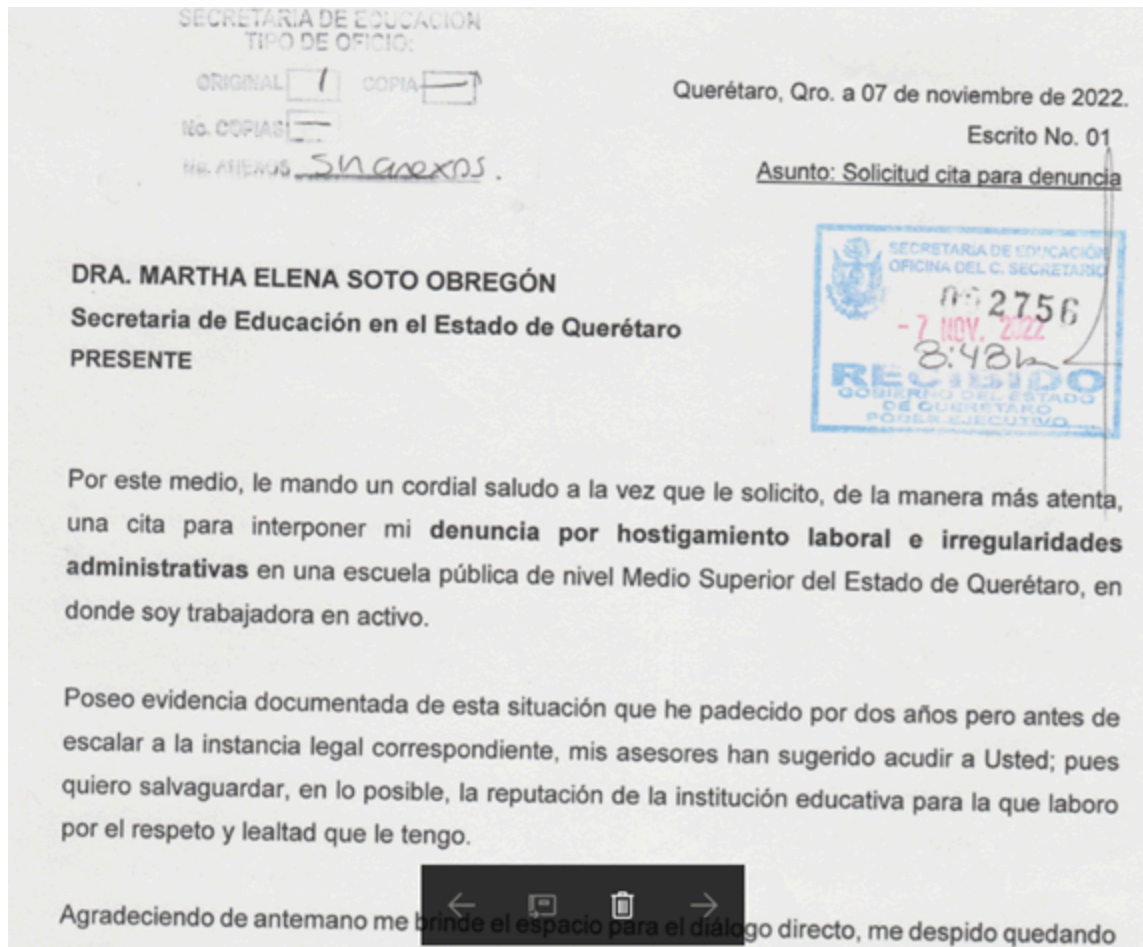 SECRETARIA DE EDUCACION
TIPO DE OFICIO:
ORIGINAL 1 COPIA —
No. COPIAS —
No. ANEXOS Sin anexos.
Querétaro, Qro. a 07 de noviembre de 2022.
Escrito No. 01
Asunto: Solicitud cita para denuncia
SECRETARIA DE EDUCACIÓN
OFICINA DEL C. SECRETARIO
2756
- 7 NOV. 2022
8:48h
RECIBIDO
GOBIERNO DEL ESTADO
DE QUERETARO
PODER EJECUTIVO
DRA. MARTHA ELENA SOTO OBREGÓN
Secretaria de Educación en el Estado de Querétaro
PRESENTE
Por este medio, le mando un cordial saludo a la vez que le solicito, de la manera más atenta,
una cita para interponer mi denuncia por hostigamiento laboral e irregularidades
administrativas en una escuela pública de nivel Medio Superior del Estado de Querétaro, en
donde soy trabajadora en activo.
Poseo evidencia documentada de esta situación que he padecido por dos años pero antes de
escalar a la instancia legal correspondiente, mis asesores han sugerido acudir a Usted; pues
quiero salvaguardar, en lo posible, la reputación de la institución educativa para la que laboro
por el respeto y lealtad que le tengo.
Agradeciendo de antemano me brinde el espacio para el diálogo directo, me despido quedando